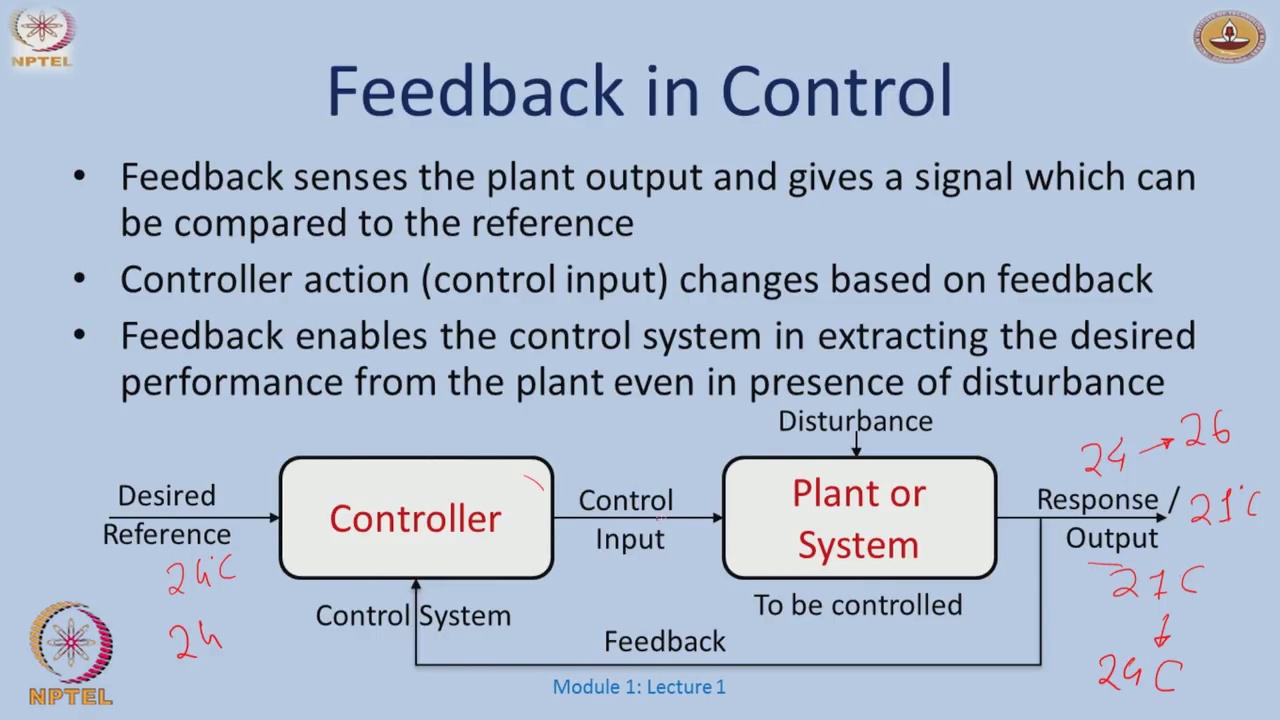 NPTEL
Feedback in Control
• Feedback senses the plant output and gives a signal which can
be compared to the reference
• Controller action (control input) changes based on feedback
• Feedback enables the control system in extracting the desired
performance from the plant even in presence of disturbance
Disturbance
24 → 26
Desired
Reference
24°C
24
Controller
Control
Input
Plant or
System
Response /
Output
21°C
27 C
↓
24 C
Control System
To be controlled
Feedback
NPTEL
Module 1: Lecture 1